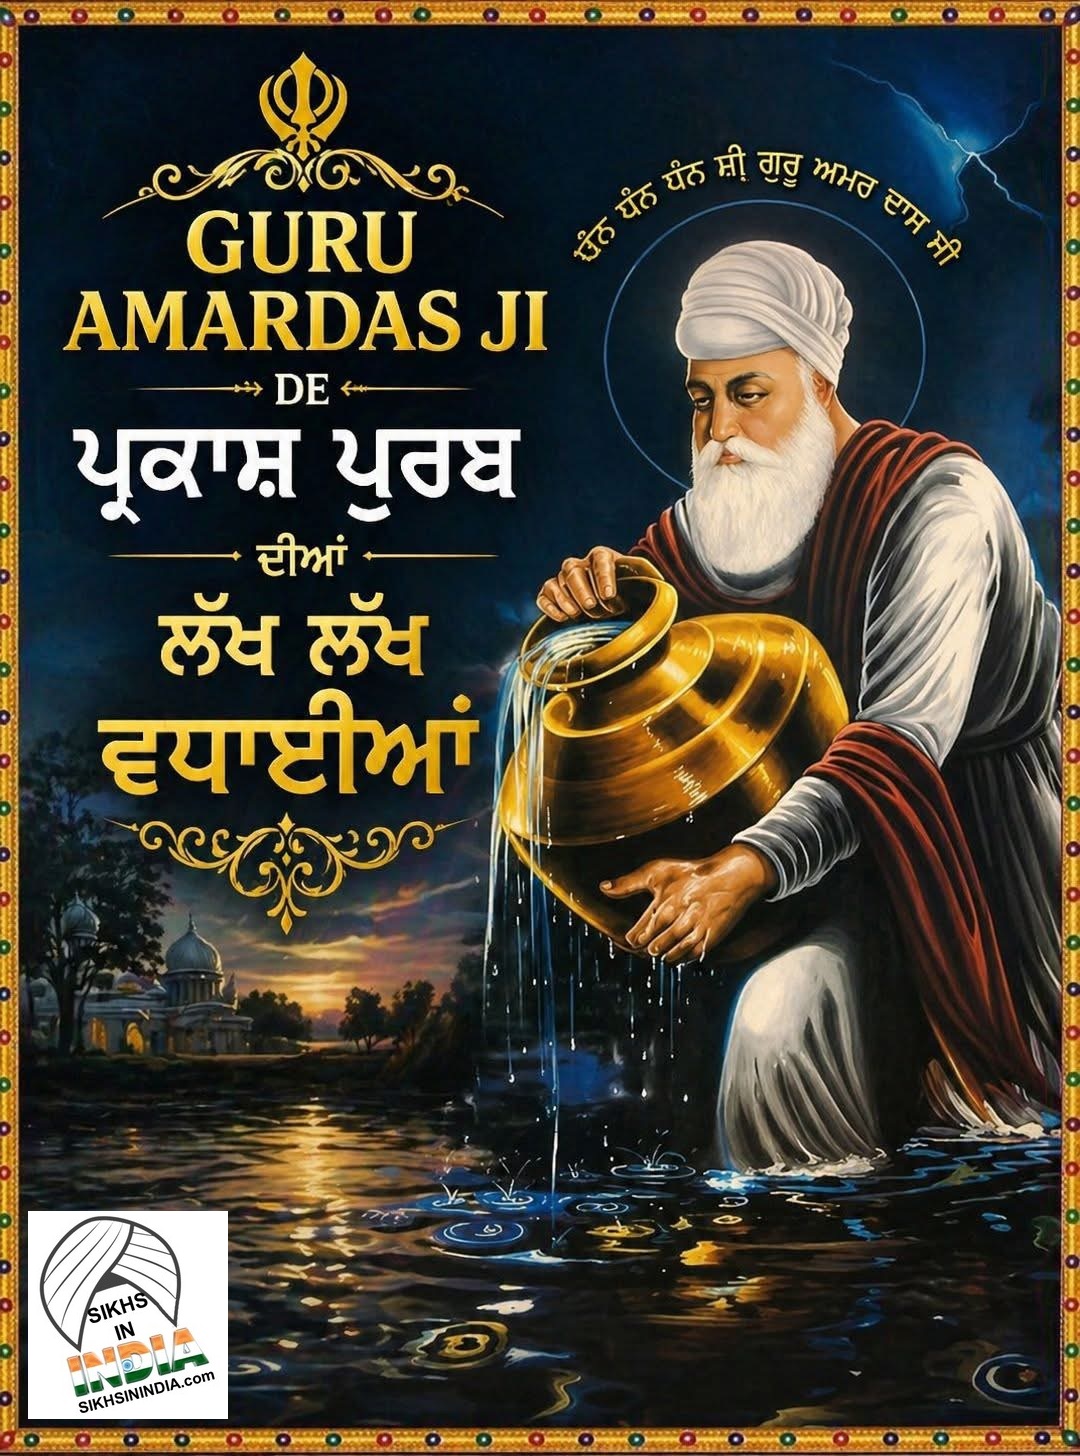 GURU
AMARDAS JI
DE
ਪ੍ਰਕਾਸ਼ ਪੁਰਬ
ਦੀਆਂ
ਲੱਖ ਲੱਖ
ਵਧਾਈਆਂ
ਧੰਨ ਧੰਨ ਧੰਨ ਸ਼੍ਰੀ ਗੁਰੂ ਅਮਰ ਦਾਸ ਜੀ
SIKHS
IN
INDIA
SIKHSININDIA.com